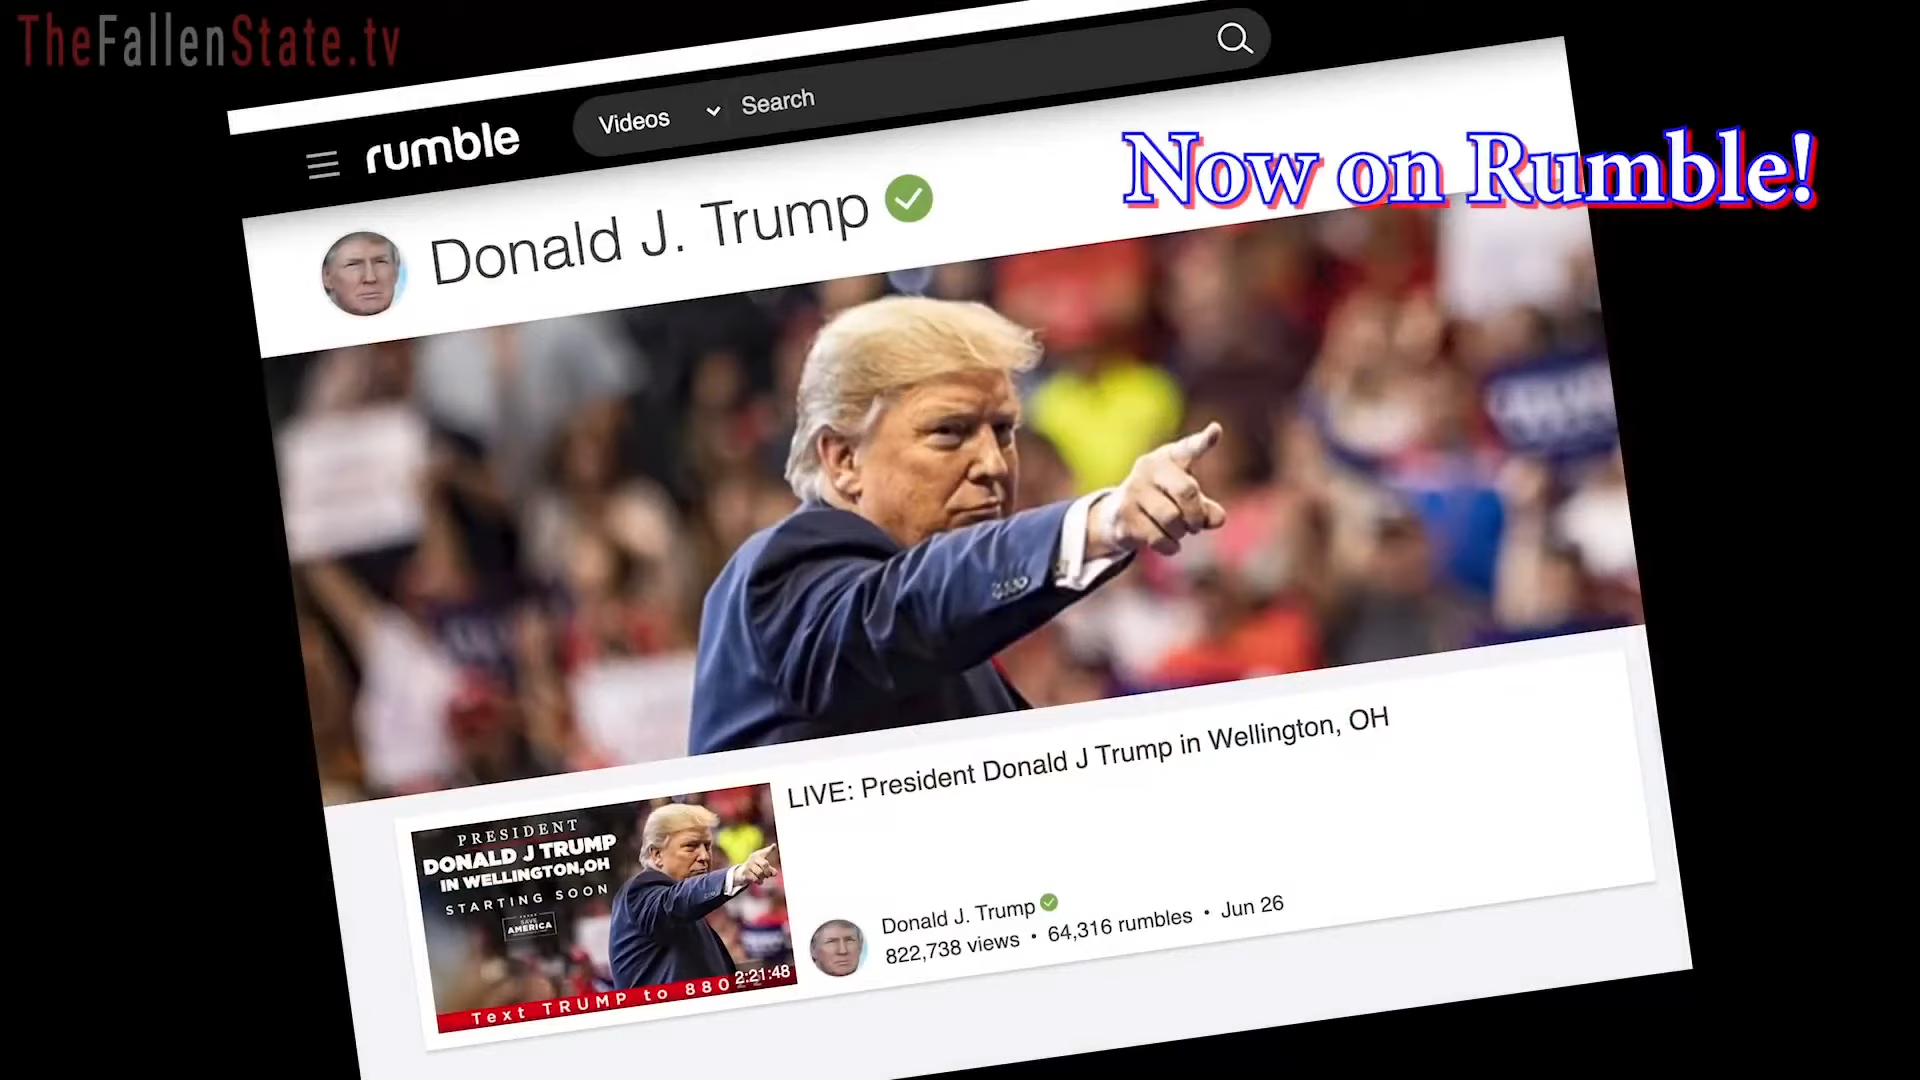 TheFallenState.tv
rumble
Videos
Search
Now on Rumble!
Donald J. Trump
LIVE: President Donald J Trump in Wellington, OH
PRESIDENT
DONALD J TRUMP
IN WELLINGTON,OH
STARTING SOON
SAVE
AMERICA
Text TRUMP to 880
2:21:48
Donald J. Trump
822,738 views • 64,316 rumbles • Jun 26